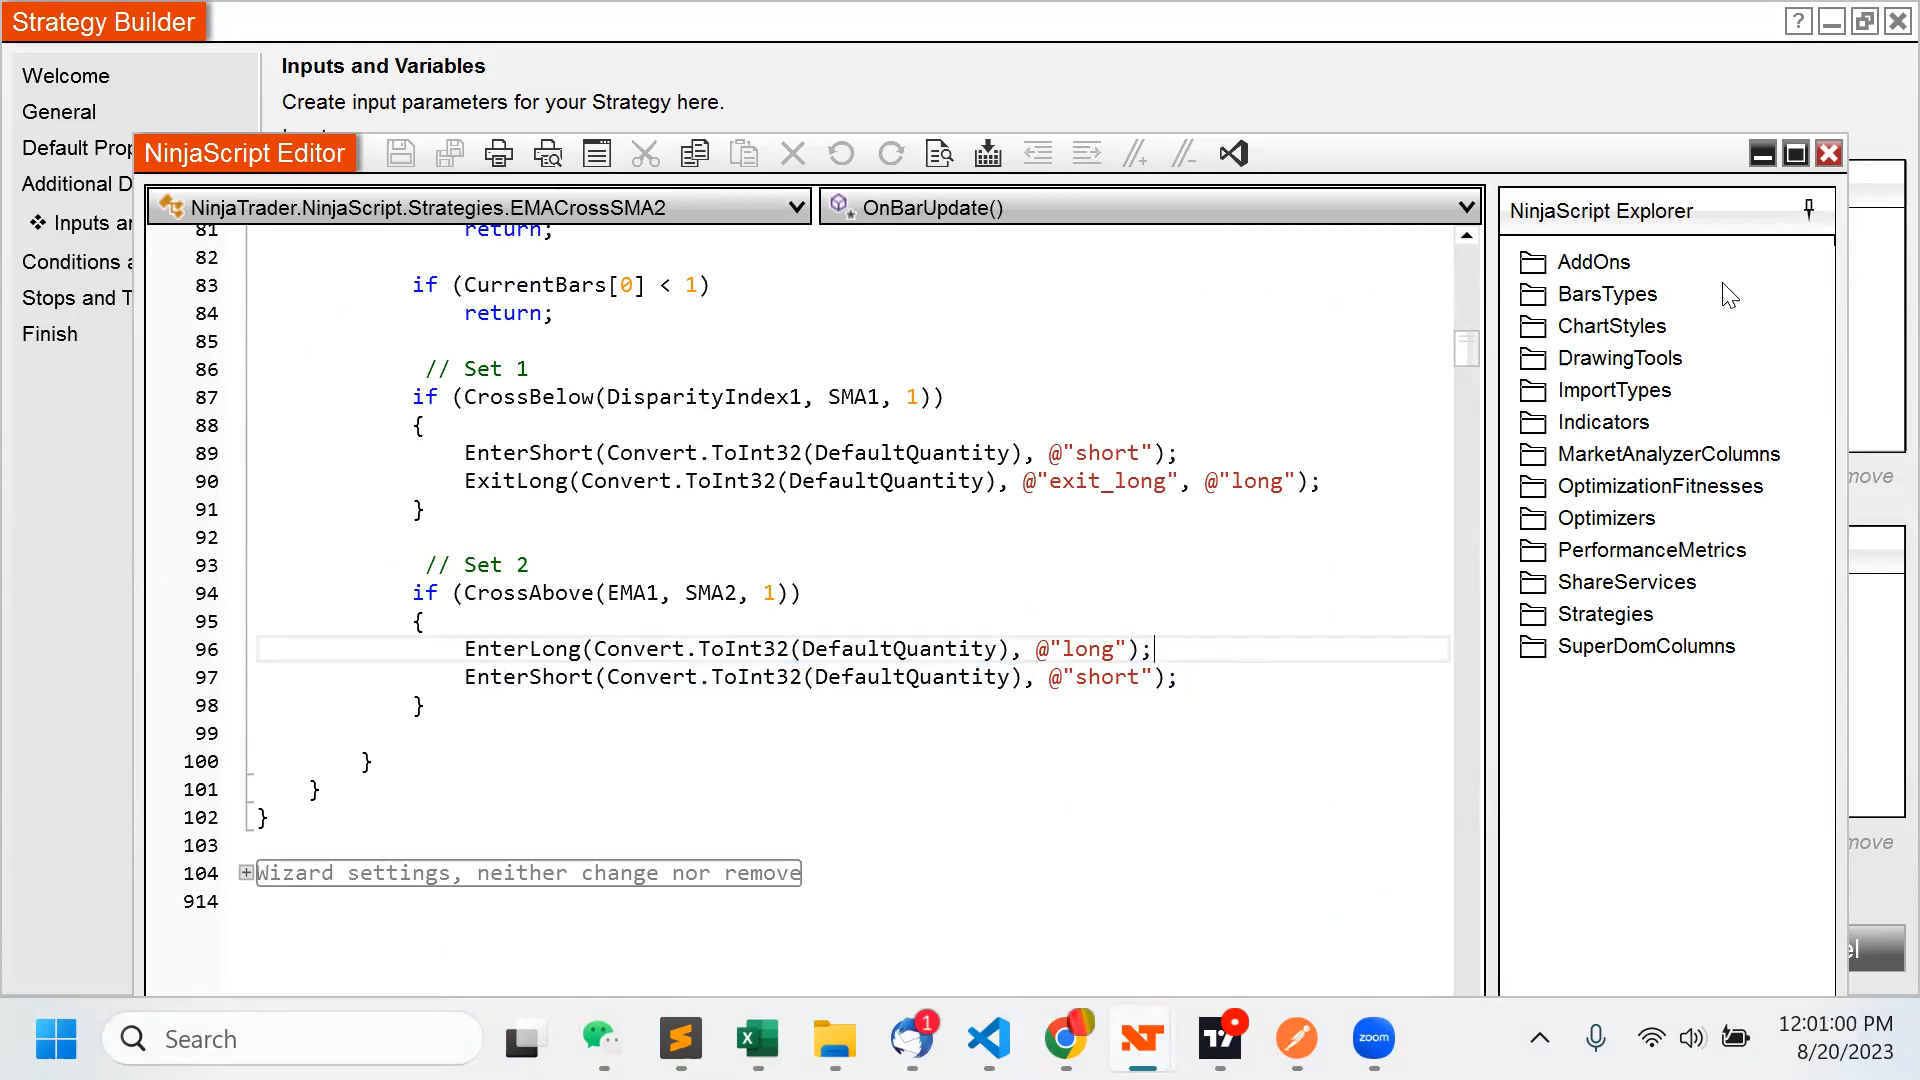 Strategy Builder
?
Welcome
General
Default Prop
Additional D
Inputs ar
Conditions a
Stops and T
Finish
Inputs and Variables
Create input parameters for your Strategy here.
NinjaScript Editor
NinjaTrader.NinjaScript.Strategies.EMACrossSMA2
OnBarUpdate()
81 return;
82
83 if (CurrentBars[0] < 1)
84 return;
85
86 // Set 1
87 if (CrossBelow(DisparityIndex1, SMA1, 1))
88 {
89 EnterShort(Convert.ToInt32(DefaultQuantity), @"short");
90 ExitLong(Convert.ToInt32(DefaultQuantity), @"exit_long", @"long");
91 }
92
93 // Set 2
94 if (CrossAbove(EMA1, SMA2, 1))
95 {
96 EnterLong(Convert.ToInt32(DefaultQuantity), @"long");
97 EnterShort(Convert.ToInt32(DefaultQuantity), @"short");
98 }
99
100 }
101 }
102 }
103
104 Wizard settings, neither change nor remove
914
NinjaScript Explorer
AddOns
BarsTypes
ChartStyles
DrawingTools
ImportTypes
Indicators
MarketAnalyzerColumns
OptimizationFitnesses
Optimizers
PerformanceMetrics
ShareServices
Strategies
SuperDomColumns
move
move
el
Search
1
zoom
12:01:00 PM
8/20/2023